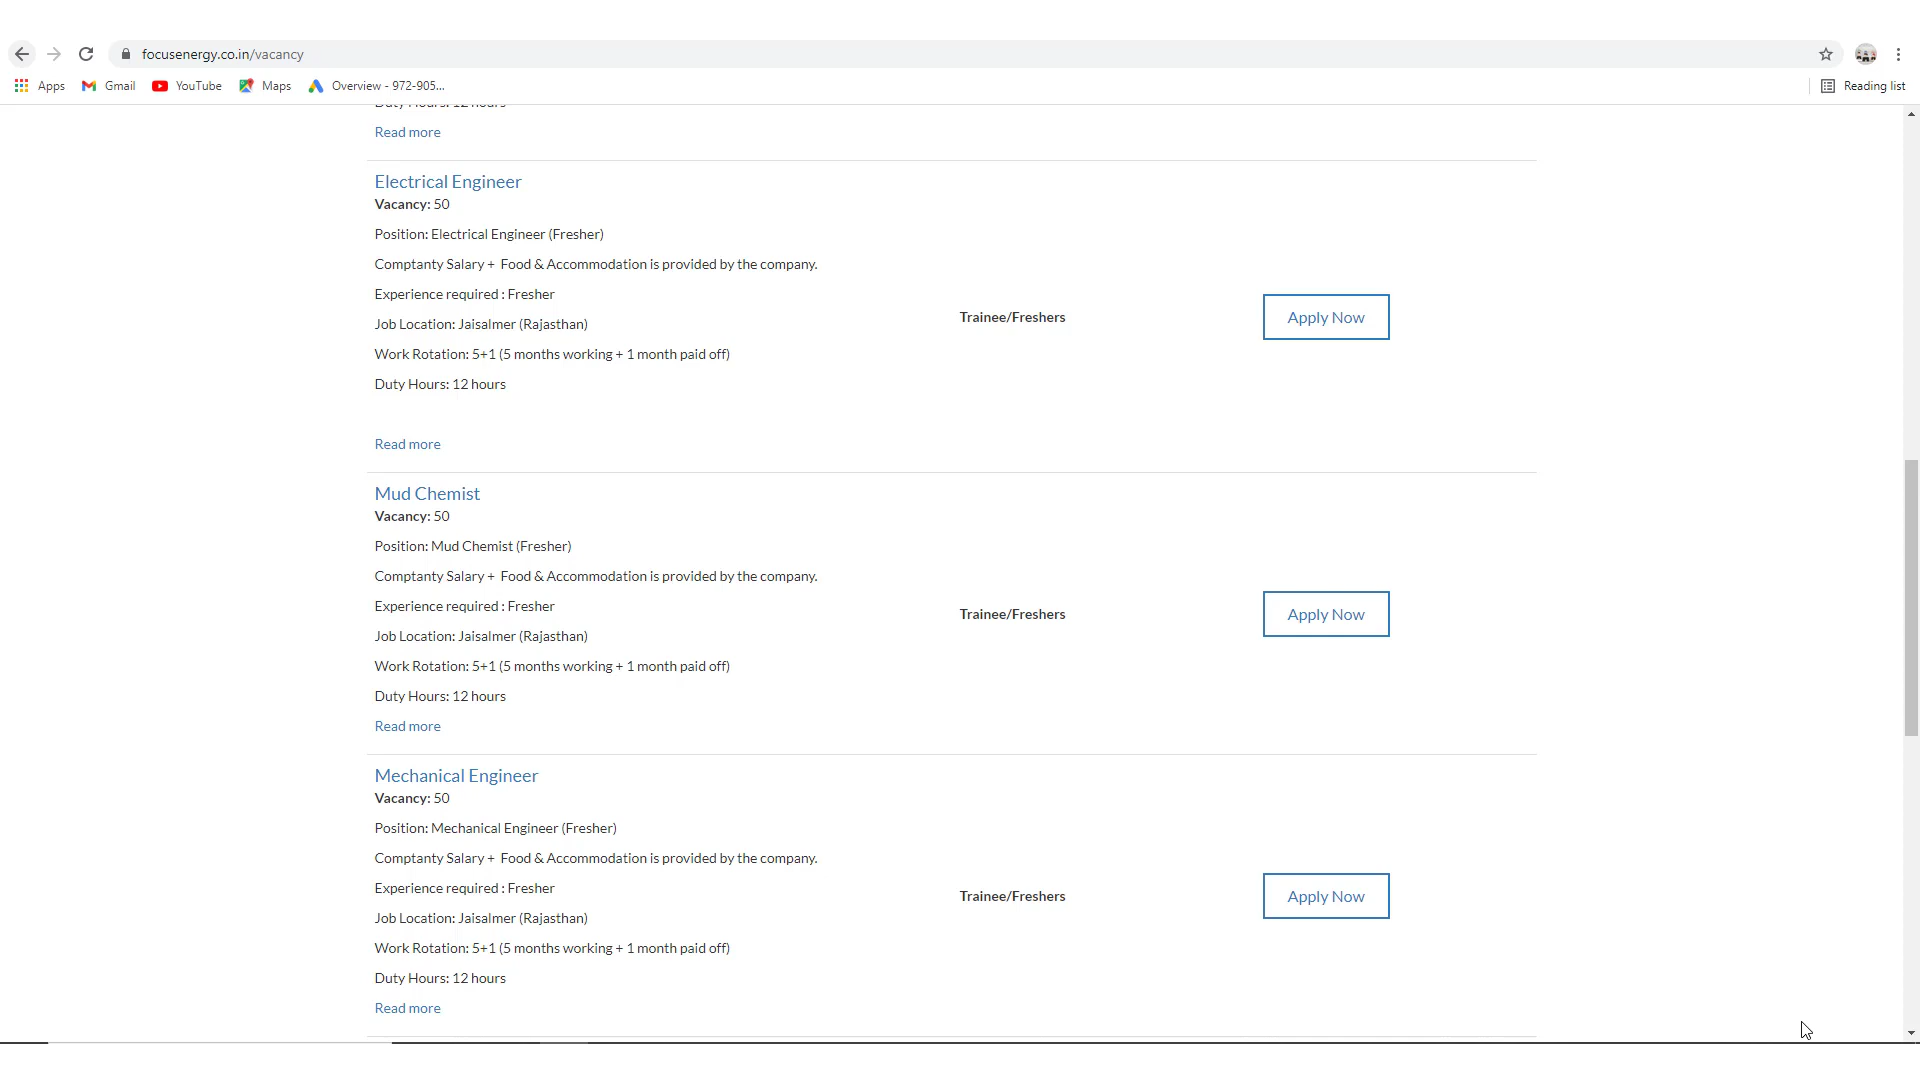 focusenergy.co.in/vacancy
Apps Gmail YouTube Maps Overview - 972-905... Reading list
Duty Hours: 12 hours
Read more
Electrical Engineer
Vacancy: 50
Position: Electrical Engineer (Fresher)
Comptanty Salary + Food & Accommodation is provided by the company.
Experience required : Fresher
Trainee/Freshers Apply Now
Job Location: Jaisalmer (Rajasthan)
Work Rotation: 5+1 (5 months working + 1 month paid off)
Duty Hours: 12 hours
Read more
Mud Chemist
Vacancy: 50
Position: Mud Chemist (Fresher)
Comptanty Salary + Food & Accommodation is provided by the company.
Experience required : Fresher
Trainee/Freshers Apply Now
Job Location: Jaisalmer (Rajasthan)
Work Rotation: 5+1 (5 months working + 1 month paid off)
Duty Hours: 12 hours
Read more
Mechanical Engineer
Vacancy: 50
Position: Mechanical Engineer (Fresher)
Comptanty Salary + Food & Accommodation is provided by the company.
Experience required : Fresher
Trainee/Freshers Apply Now
Job Location: Jaisalmer (Rajasthan)
Work Rotation: 5+1 (5 months working + 1 month paid off)
Duty Hours: 12 hours
Read more